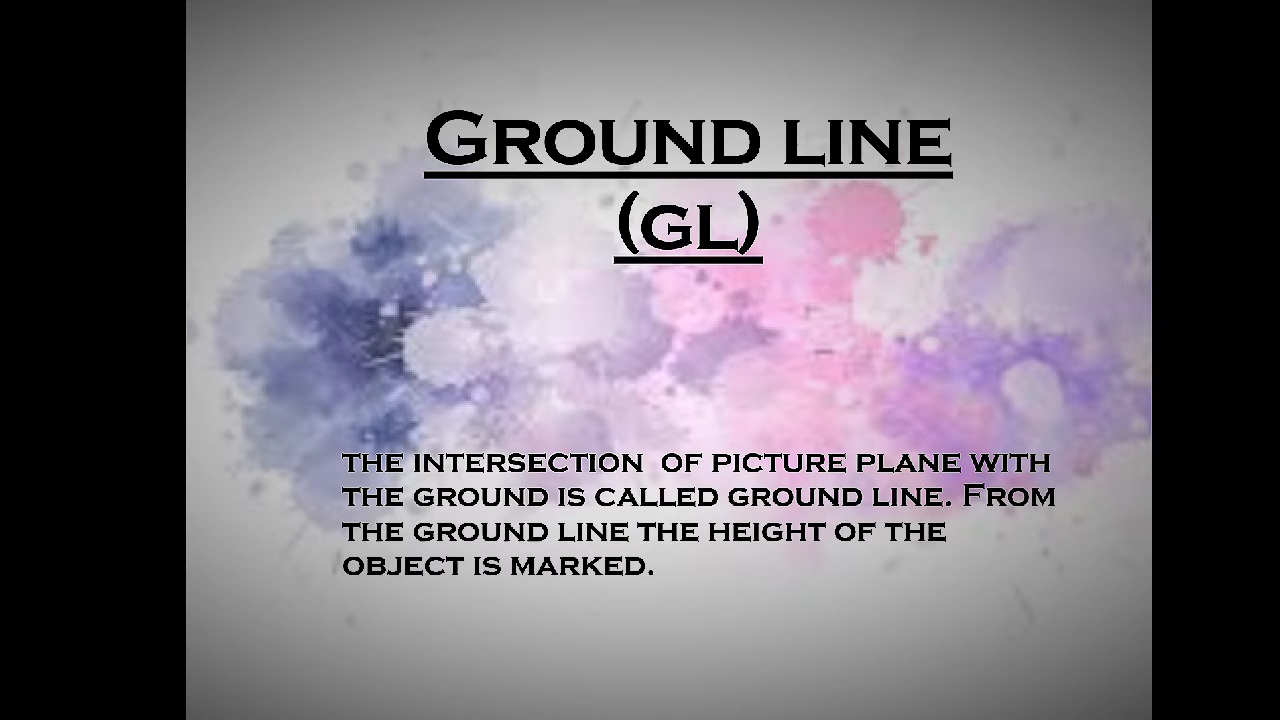 Ground line
(GL)
the intersection  of picture plane with
the ground is called ground line. From
the ground line the height of the
object is marked.